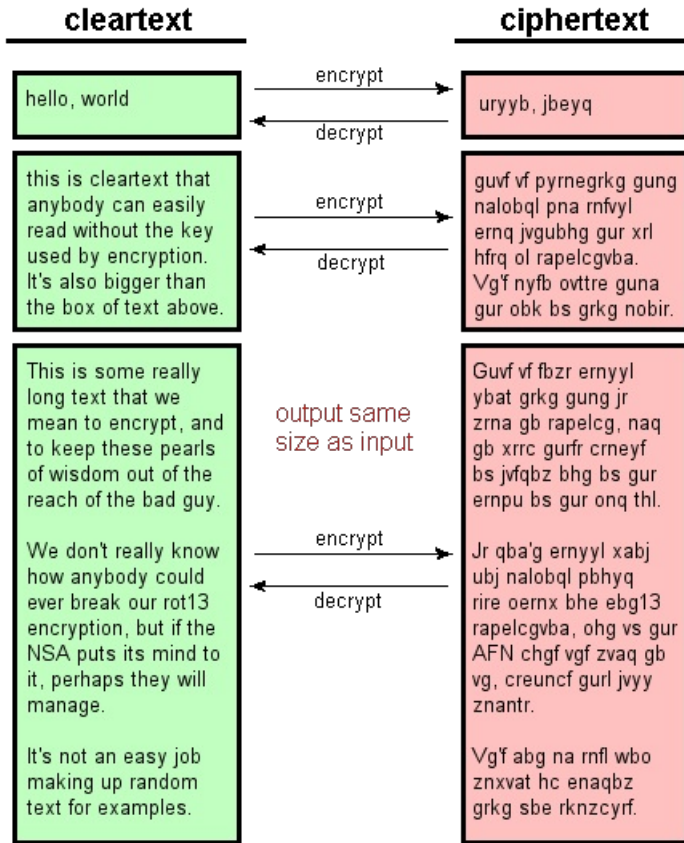 cleartext
ciphertext
hello, world
encrypt
decrypt
uryyb, jbeyq
this is cleartext that
anybody can easily
read without the key
used by encryption.
It's also bigger than
the box of text above.
encrypt
decrypt
guvf vf pyrnegrkg gung
nalobql pna rnfvyl
ernq jvgubhg gur xrl
hfrq ol rapelcgvba.
Vg'f nyfb ovttre guna
gur obk bs grkg nobir.
This is some really
long text that we
mean to encrypt, and
to keep these pearls
of wisdom out of the
reach of the bad guy.
We don't really know
how anybody could
ever break our rot13
encryption, but if the
NSA puts its mind to
it, perhaps they will
manage.
It's not an easy job
making up random
text for examples.
output same
size as input
encrypt
decrypt
Guvf vf fbzr ernyyl
ybat grkg gung jr
zrna gb rapelcg, naq
gb xrrc gurfr crneyf
bs jvfqbz bhg bs gur
ernpu bs gur onq thl.
Jr qba'g ernyyl xabj
ubj nalobql pbhyq
rire oernx bhe ebg13
rapelcgvba, ohg vs gur
AFN chgf vgf zvaq gb
vg, creuncf gurl jvyy
znantr.
Vg'f abg na rnfl wbo
znxvat hc enaqbz
grkg sbe rknzcyrf.